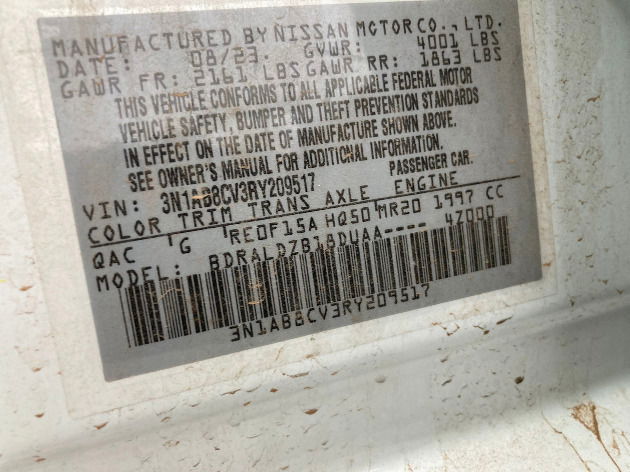 MANUFACTURED BY NISSAN MOTOR CO., LTD.
DATE: 08/23. GVWR: 4001 LBS
GAWR FR: 2161 LBS GAWR RR: 1863 LBS
THIS VEHICLE CONFORMS TO ALL APPLICABLE FEDERAL MOTOR
VEHICLE SAFETY, BUMPER AND THEFT PREVENTION STANDARDS
IN EFFECT ON THE DATE OF MANUFACTURE SHOWN ABOVE.
SEE OWNER'S MANUAL FOR ADDITIONAL INFORMATION.
VIN: 3N1AB8CV3RY209517 PASSENGER CAR.
COLOR TRIM TRANS AXLE ENGINE
QAC G RE0F15A HQ50 MR20 1997 CC
MODEL: BDRALDZB18DUAA---- 4Z000
3N1AB8CV3RY209517